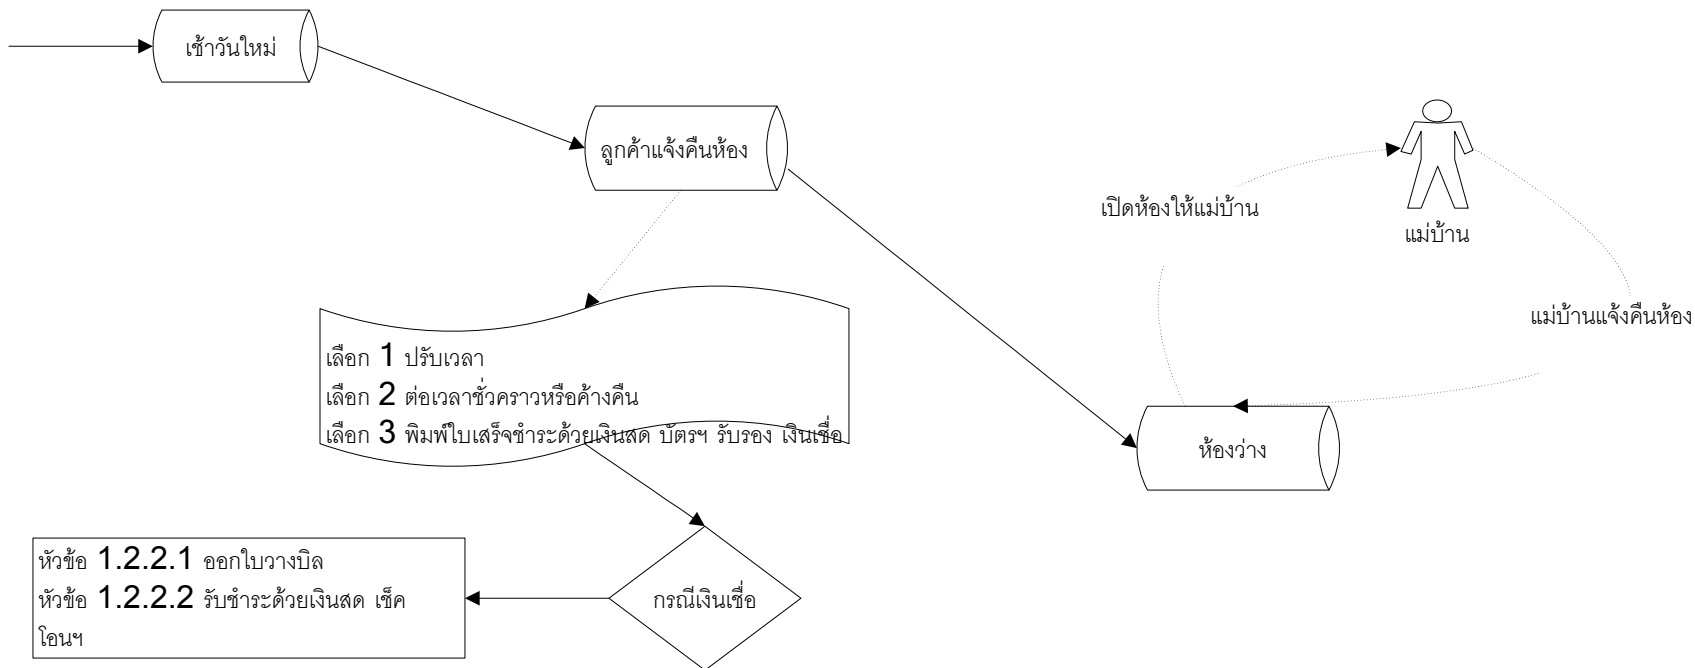 เช้าวันใหม่
ลูกค้าแจ้งคืนห้อง
เปิดห้องให้แม่บ้าน
แม่บ้าน
แม่บ้านแจ้งคืนห้อง
เลือก 1 ปรับเวลา
เลือก 2 ต่อเวลาชั่วคราวหรือค้างคืน
เลือก 3 พิมพ์ใบเสร็จชำระด้วยเงินสด บัตรฯ รับรอง เงินเชื่อ
ห้องว่าง
หัวข้อ 1.2.2.1 ออกใบวางบิล
หัวข้อ 1.2.2.2 รับชำระด้วยเงินสด เช็ค
โอนฯ
กรณีเงินเชื่อ